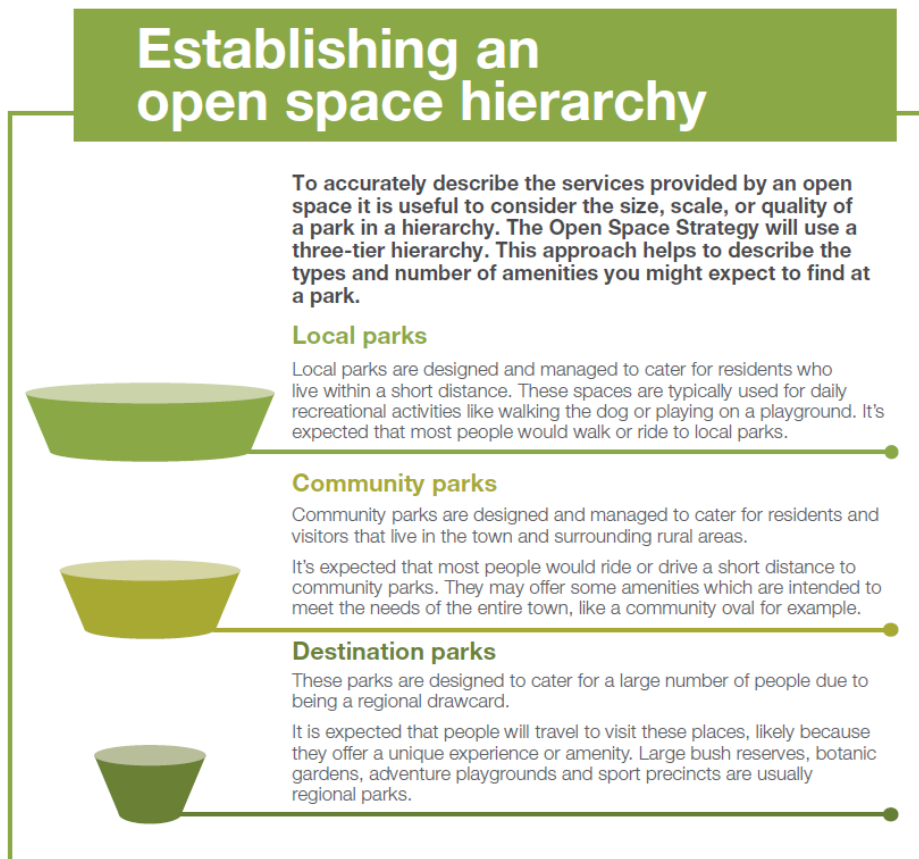 Establishing an
open space hierarchy
To accurately describe the services provided by an open
space it is useful to consider the size, scale, or quality of
a park in a hierarchy. The Open Space Strategy will use a
three-tier hierarchy. This approach helps to describe the
types and number of amenities you might expect to find at
a park.
Local parks
Local parks are designed and managed to cater for residents who
live within a short distance. These spaces are typically used for daily
recreational activities like walking the dog or playing on a playground. It’s
expected that most people would walk or ride to local parks.
Community parks
Community parks are designed and managed to cater for residents and
visitors that live in the town and surrounding rural areas.
It’s expected that most people would ride or drive a short distance to
community parks. They may offer some amenities which are intended to
meet the needs of the entire town, like a community oval for example.
Destination parks
These parks are designed to cater for a large number of people due to
being a regional drawcard.
It is expected that people will travel to visit these places, likely because
they offer a unique experience or amenity. Large bush reserves, botanic
gardens, adventure playgrounds and sport precincts are usually
regional parks.